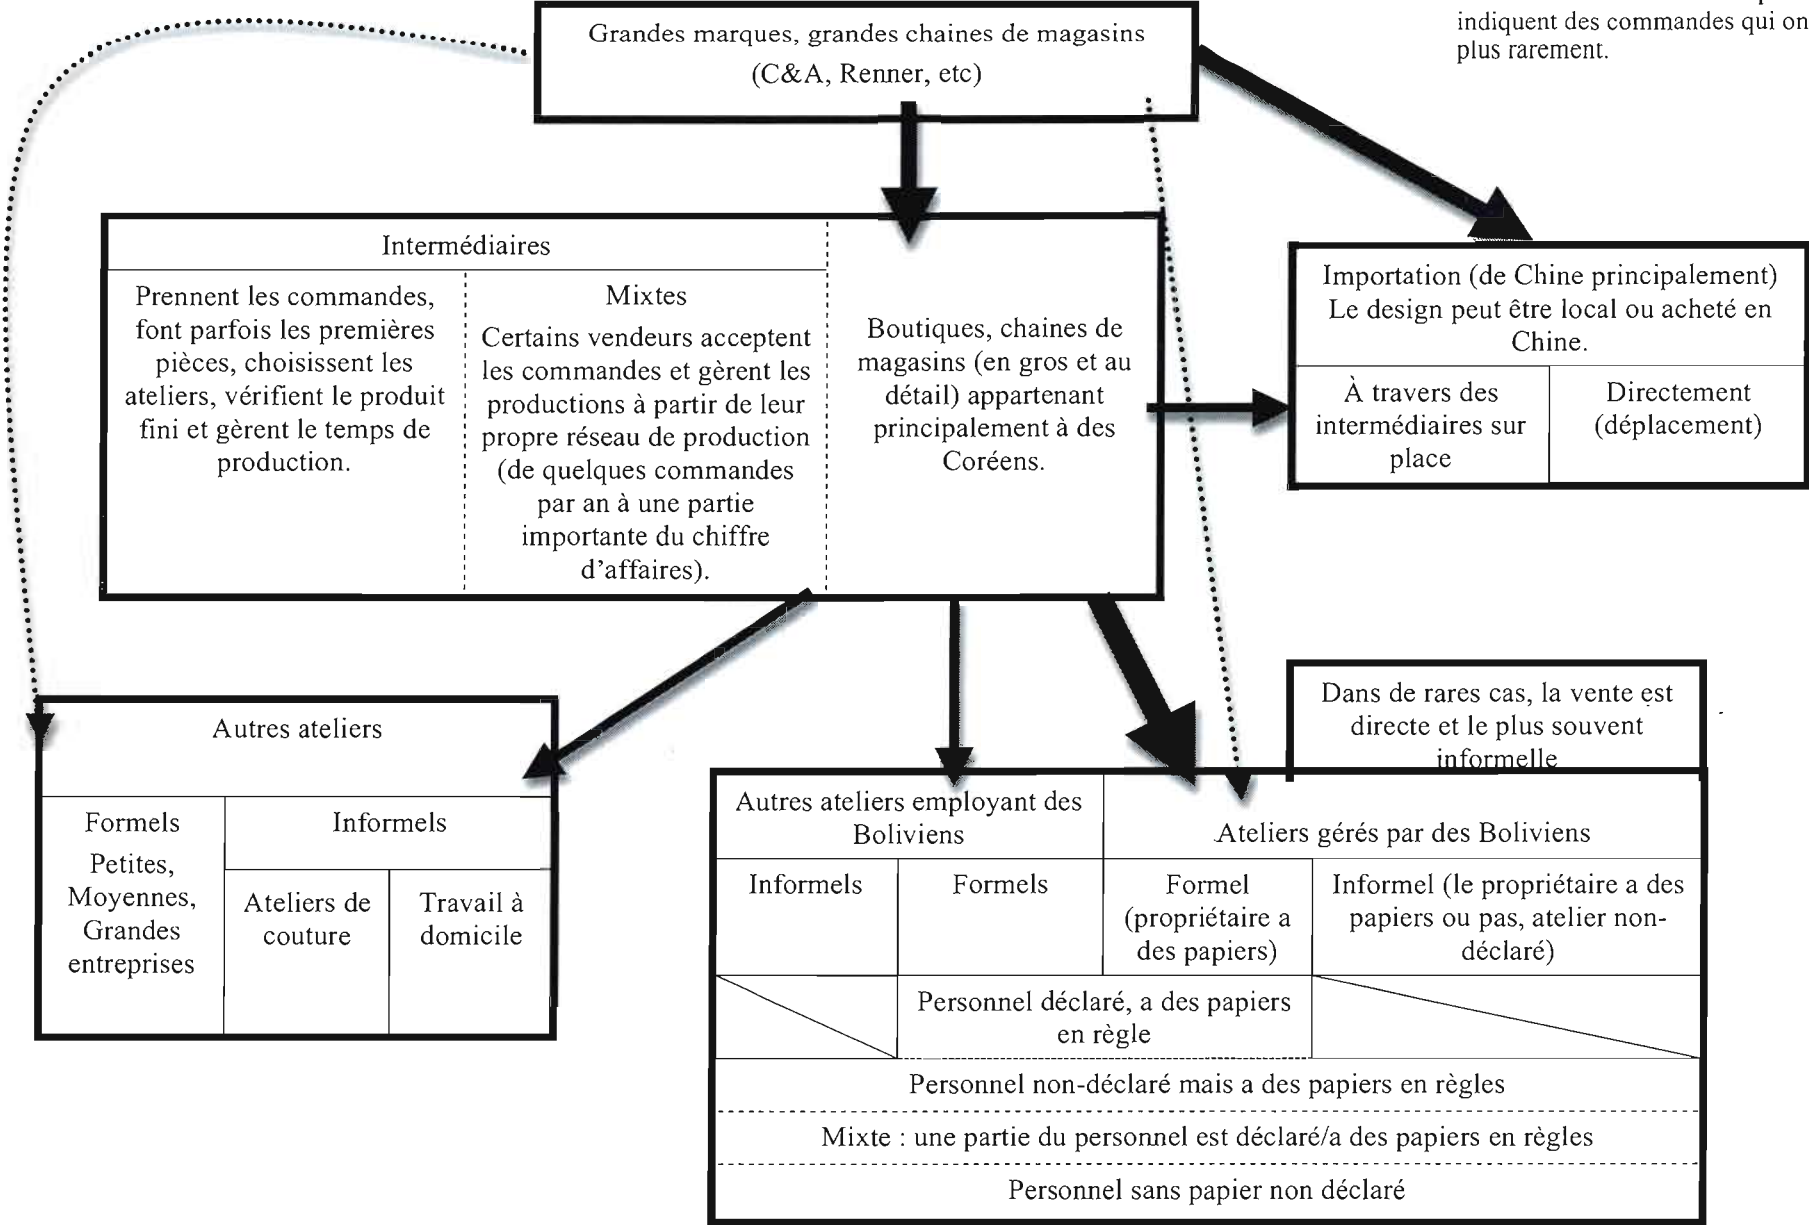 indiquent des commandes qui on
plus rarement.
Grandes marques, grandes chaines de magasins
(C&A, Renner, etc)
Intermédiaires
Prennent les commandes,
font parfois les premières
pièces, choisissent les
ateliers, vérifient le produit
fini et gèrent le temps de
production.
Mixtes
Certains vendeurs acceptent
les commandes et gèrent les
productions à partir de leur
propre réseau de production
(de quelques commandes
par an à une partie
importante du chiffre
d'affaires).
Boutiques, chaines de
magasins (en gros et au
détail) appartenant
principalement à des
Coréens.
Importation (de Chine principalement)
Le design peut être local ou acheté en
Chine.
À travers des
intermédiaires sur
place
Directement
(déplacement)
Autres ateliers
Formels
Petites,
Moyennes,
Grandes
entreprises
Informels
Ateliers de
couture
Travail à
domicile
Dans de rares cas, la vente est
directe et le plus souvent
informelle
Autres ateliers employant des
Boliviens
Ateliers gérés par des Boliviens
Informels
Formels
Formel
(propriétaire a
des papiers)
Informel (le propriétaire a des
papiers ou pas, atelier non-
déclaré)
Personnel déclaré, a des papiers
en règle
Personnel non-déclaré mais a des papiers en règles
Mixte : une partie du personnel est déclaré/a des papiers en règles
Personnel sans papier non déclaré